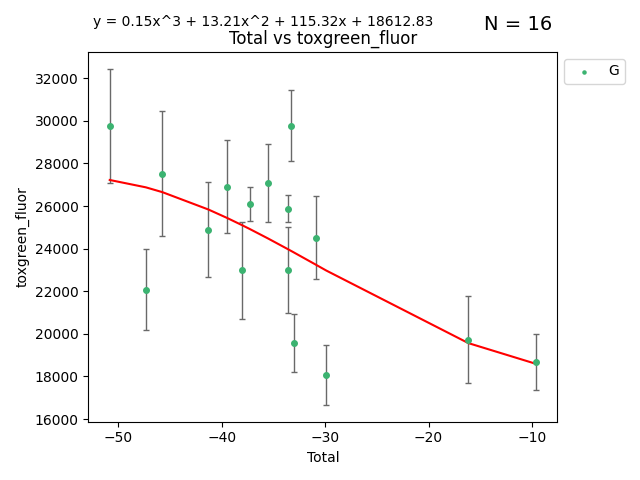 y = 0.15x^3 + 13.21x^2 + 115.32x + 18612.83
N = 16
Total vs toxgreen_fluor
G
32000
30000
28000
26000
24000
22000
20000
18000
16000
toxgreen_fluor
−50
−40
−30
−20
−10
Total